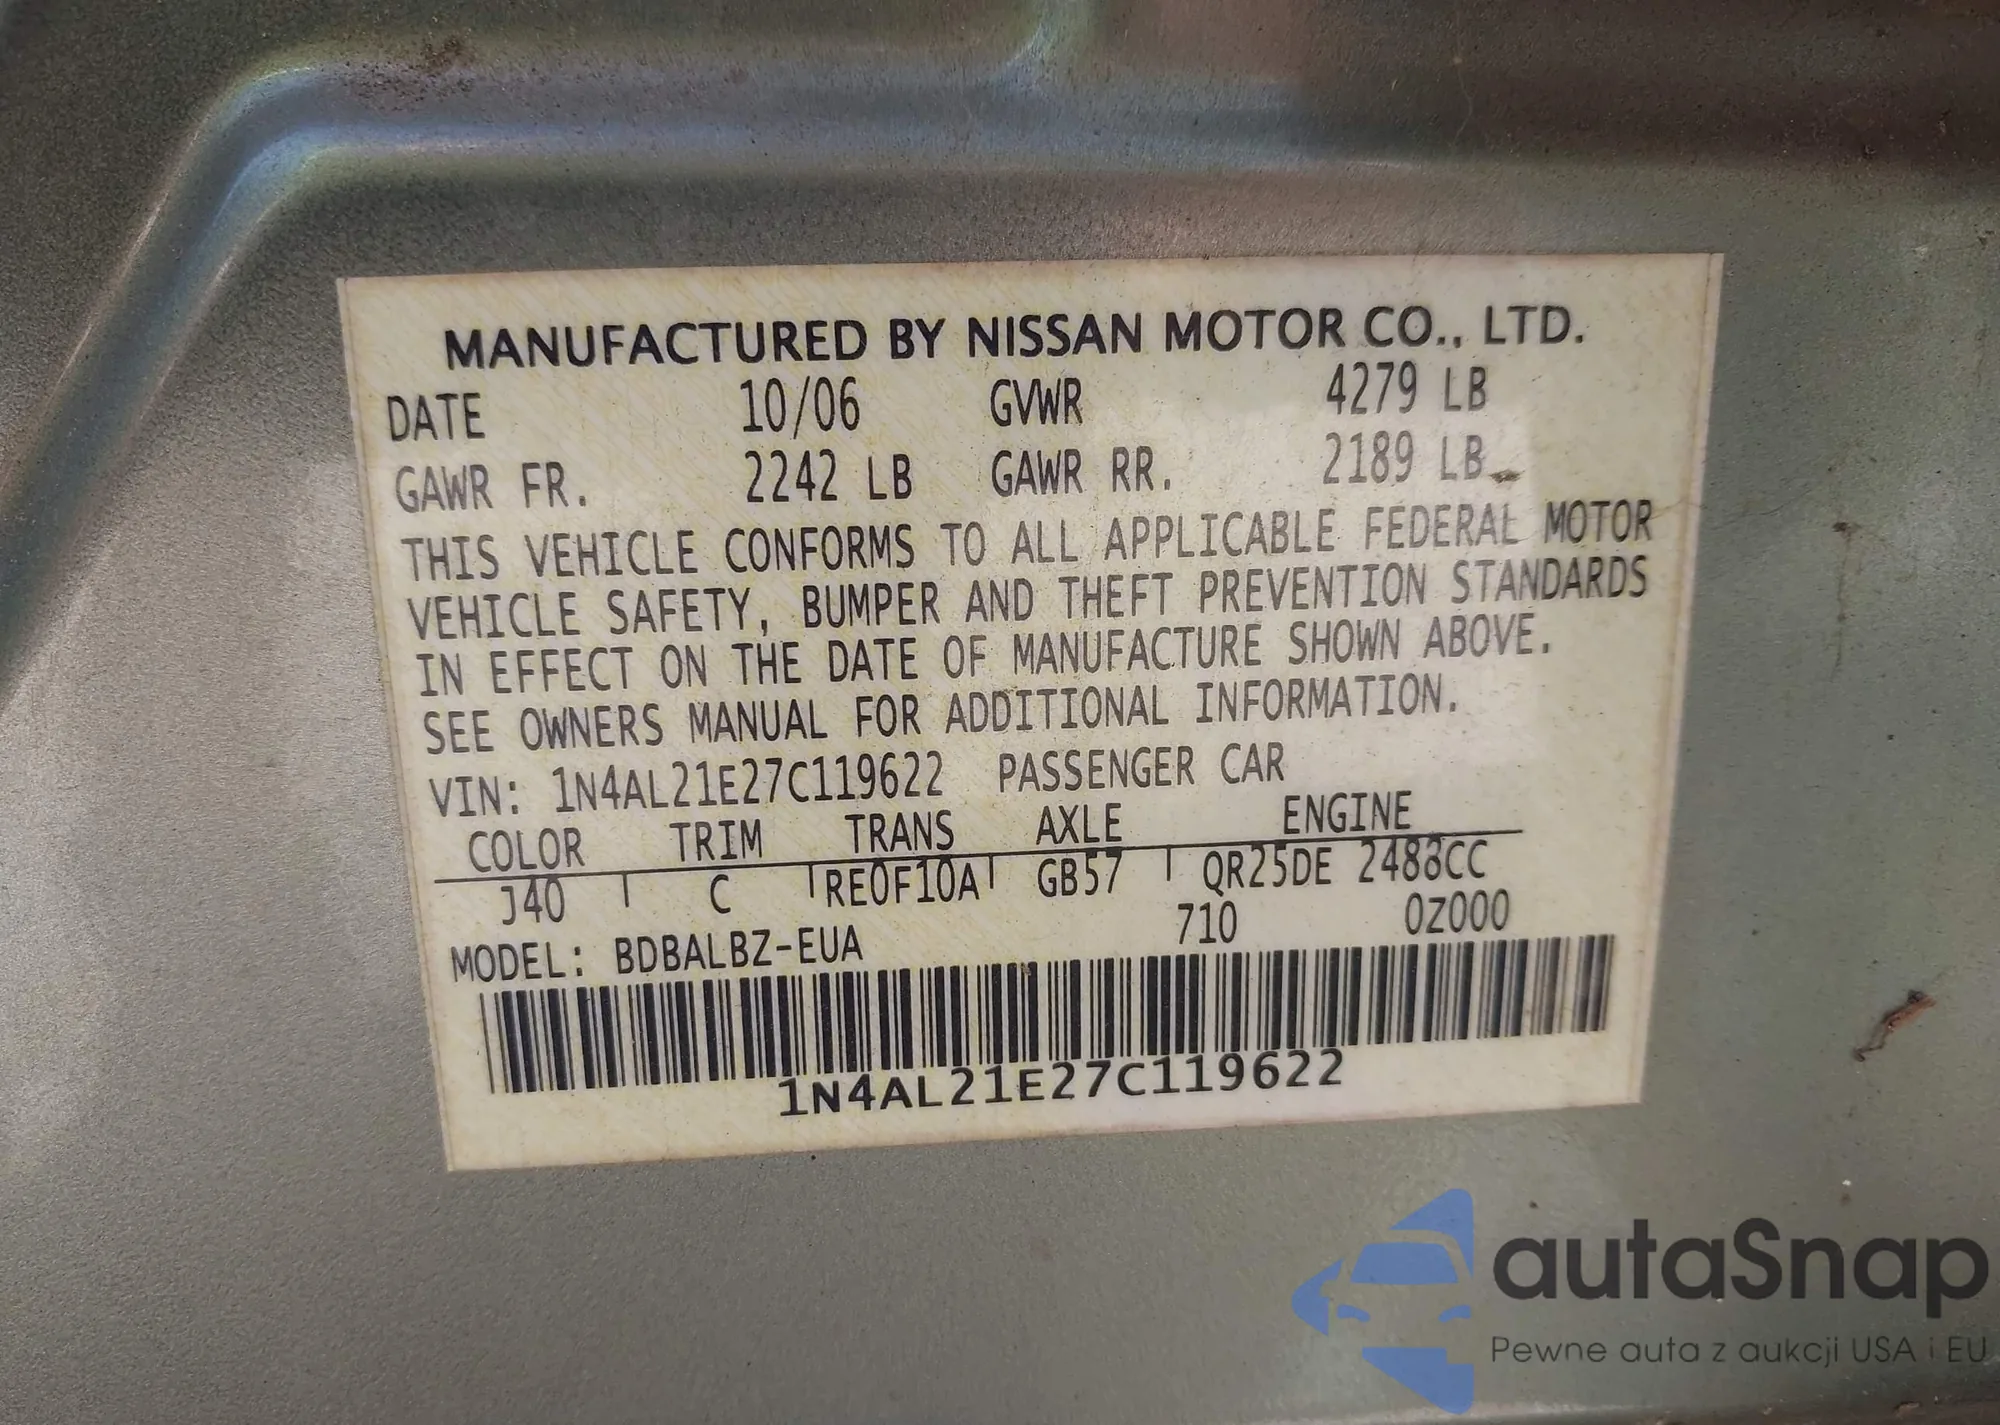 MANUFACTURED BY NISSAN MOTOR CO., LTD.
DATE 10/06 GVWR 4279 LB
GAWR FR. 2242 LB GAWR RR. 2189 LB
THIS VEHICLE CONFORMS TO ALL APPLICABLE FEDERAL MOTOR
VEHICLE SAFETY, BUMPER AND THEFT PREVENTION STANDARDS
IN EFFECT ON THE DATE OF MANUFACTURE SHOWN ABOVE.
SEE OWNERS MANUAL FOR ADDITIONAL INFORMATION.
VIN: 1N4AL21E27C119622 PASSENGER CAR
COLOR TRIM TRANS AXLE ENGINE
J40 C RE0F10A GB57 QR25DE 2488CC
710 0Z000
MODEL: BDBALBZ-EUA
1N4AL21E27C119622
autaSnap
Pewne auta z aukcji USA i EU